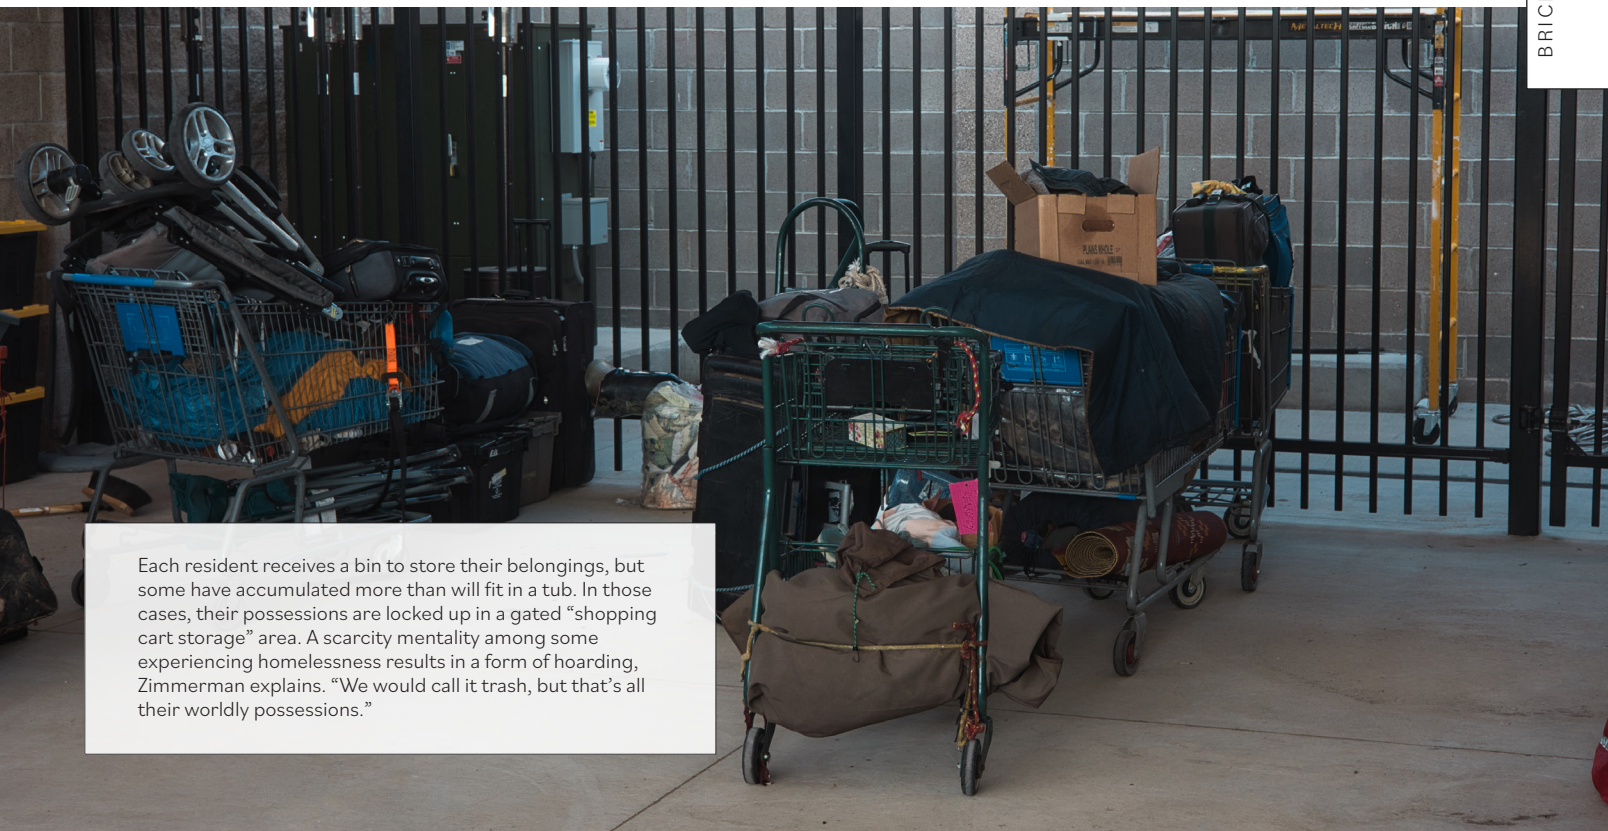 BRIC
METALTECH
PLAINS WHOLE
Each resident receives a bin to store their belongings, but
some have accumulated more than will fit in a tub. In those
cases, their possessions are locked up in a gated “shopping
cart storage” area. A scarcity mentality among some
experiencing homelessness results in a form of hoarding,
Zimmerman explains. “We would call it trash, but that’s all
their worldly possessions.”